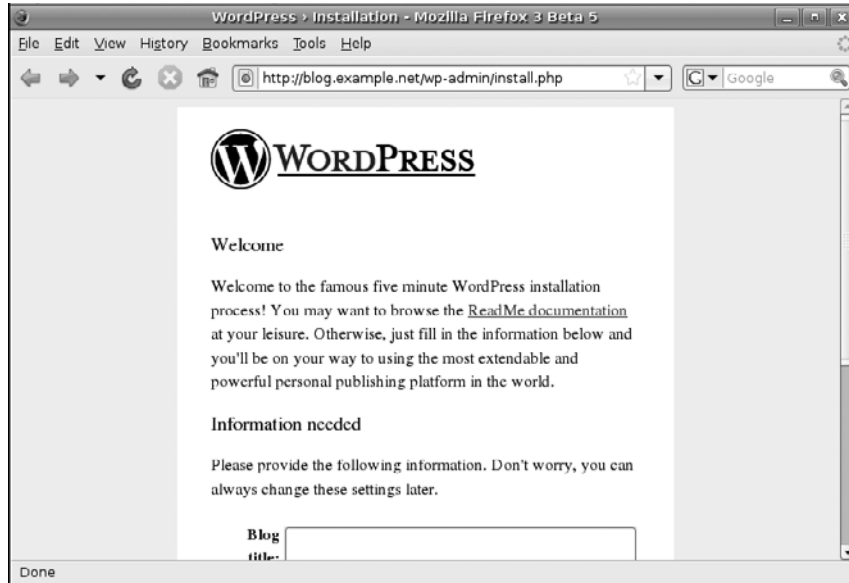 WordPress › Installation - Mozilla Firefox 3 Beta 5
File Edit View History Bookmarks Tools Help
http://blog.example.net/wp-admin/install.php
G Google
W WORDPRESS
Welcome
Welcome to the famous five minute WordPress installation
process! You may want to browse the ReadMe documentation
at your leisure. Otherwise, just fill in the information below and
you'll be on your way to using the most extendable and
powerful personal publishing platform in the world.
Information needed
Please provide the following information. Don't worry, you can
always change these settings later.
Blog
title:
Done